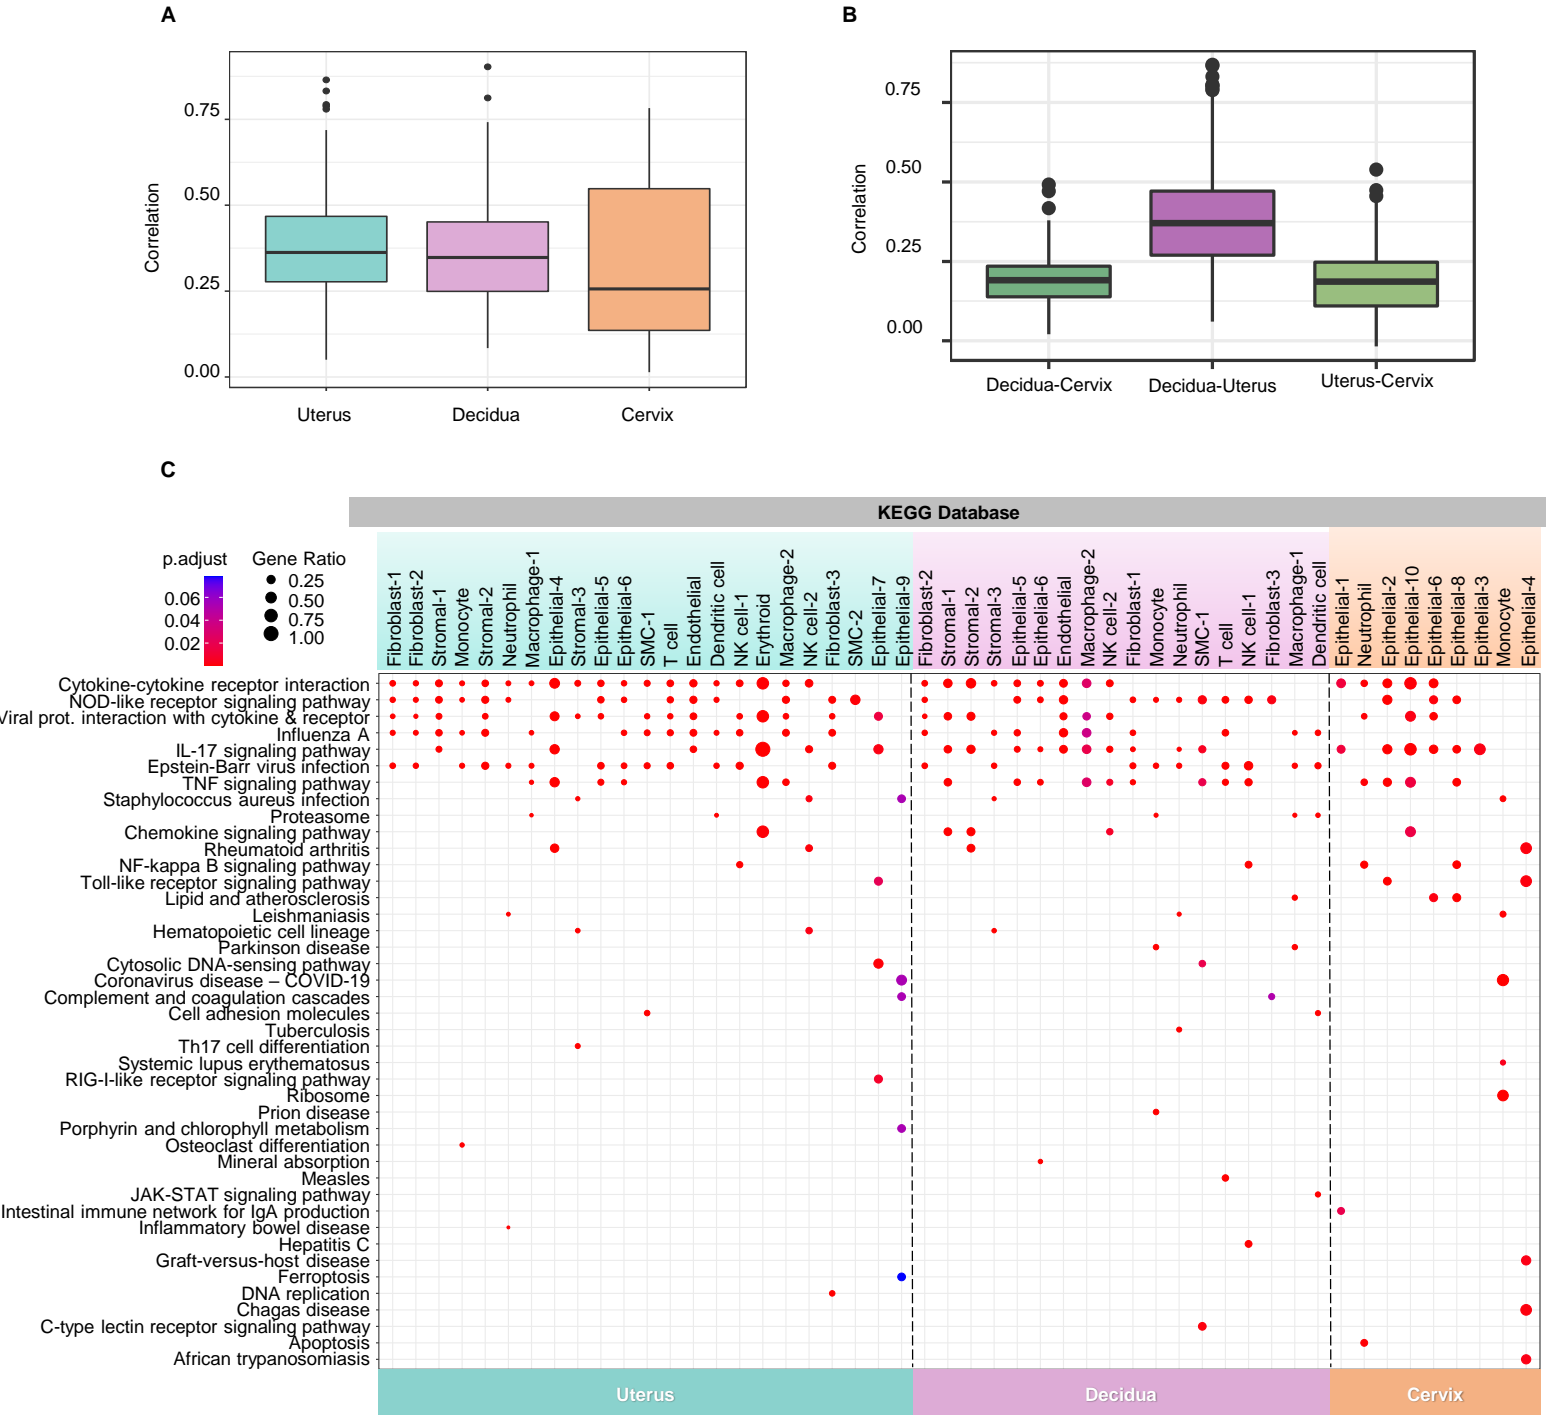 A
B
0.75
0.50
0.25
0.00
Correlation
Uterus
Decidua
Cervix
0.75
0.50
0.25
0.00
Correlation
Decidua-Cervix
Decidua-Uterus
Uterus-Cervix
C
KEGG Database
p.adjust
0.06
0.04
0.02
Gene Ratio
0.25
0.50
0.75
1.00
Fibroblast-1
Fibroblast-2
Stromal-1
Monocyte
Stromal-2
Neutrophil
Macrophage-1
Epithelial-4
Stromal-3
Epithelial-5
Epithelial-6
SMC-1
T cell
Endothelial
Dendritic cell
NK cell-1
Erythroid
Macrophage-2
NK cell-2
Fibroblast-3
SMC-2
Epithelial-7
Epithelial-9
Fibroblast-2
Stromal-1
Stromal-2
Stromal-3
Epithelial-5
Epithelial-6
Endothelial
Macrophage-2
NK cell-2
Fibroblast-1
Monocyte
Neutrophil
SMC-1
T cell
NK cell-1
Fibroblast-3
Macrophage-1
Dendritic cell
Epithelial-1
Neutrophil
Epithelial-2
Epithelial-10
Epithelial-6
Epithelial-8
Epithelial-3
Monocyte
Epithelial-4
Cytokine-cytokine receptor interaction
NOD-like receptor signaling pathway
Viral prot. interaction with cytokine & receptor
Influenza A
IL-17 signaling pathway
Epstein-Barr virus infection
TNF signaling pathway
Staphylococcus aureus infection
Proteasome
Chemokine signaling pathway
Rheumatoid arthritis
NF-kappa B signaling pathway
Toll-like receptor signaling pathway
Lipid and atherosclerosis
Leishmaniasis
Hematopoietic cell lineage
Parkinson disease
Cytosolic DNA-sensing pathway
Coronavirus disease – COVID-19
Complement and coagulation cascades
Cell adhesion molecules
Tuberculosis
Th17 cell differentiation
Systemic lupus erythematosus
RIG-I-like receptor signaling pathway
Ribosome
Prion disease
Porphyrin and chlorophyll metabolism
Osteoclast differentiation
Mineral absorption
Measles
JAK-STAT signaling pathway
Intestinal immune network for IgA production
Inflammatory bowel disease
Hepatitis C
Graft-versus-host disease
Ferroptosis
DNA replication
Chagas disease
C-type lectin receptor signaling pathway
Apoptosis
African trypanosomiasis
Uterus
Decidua
Cervix